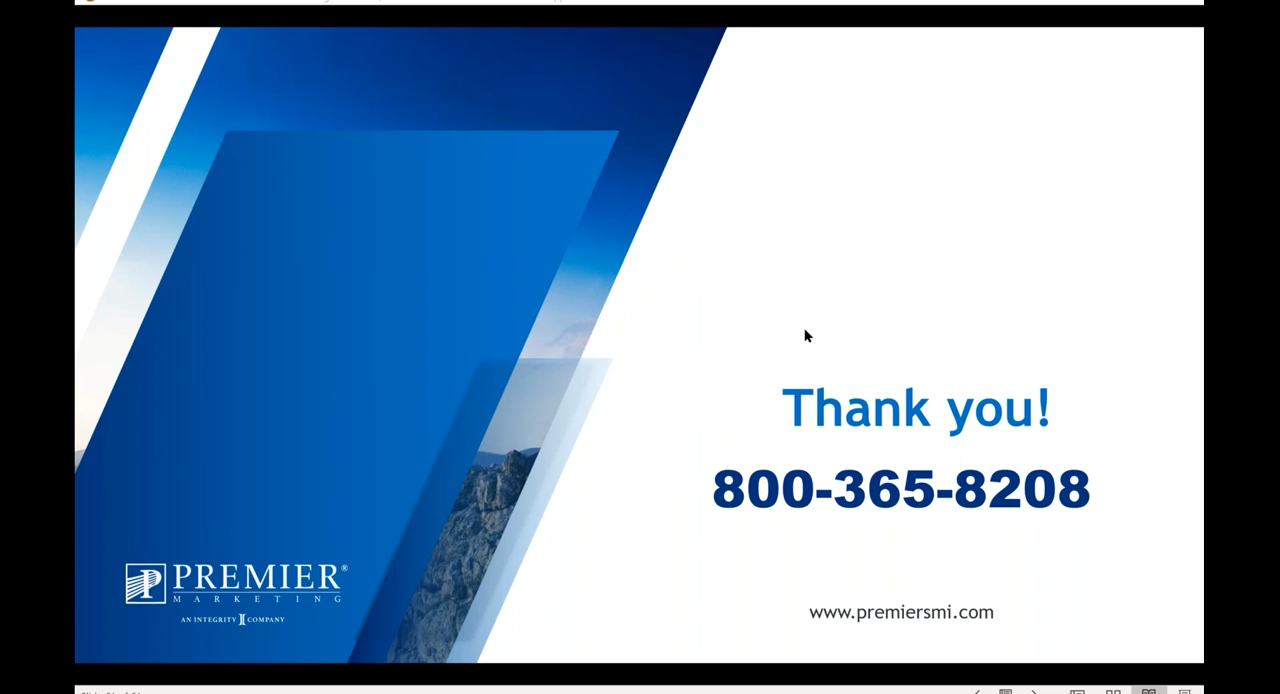 Thank you!
800-365-8208
PREMIER®
MARKETING
AN INTEGRITY COMPANY
www.premiersmi.com